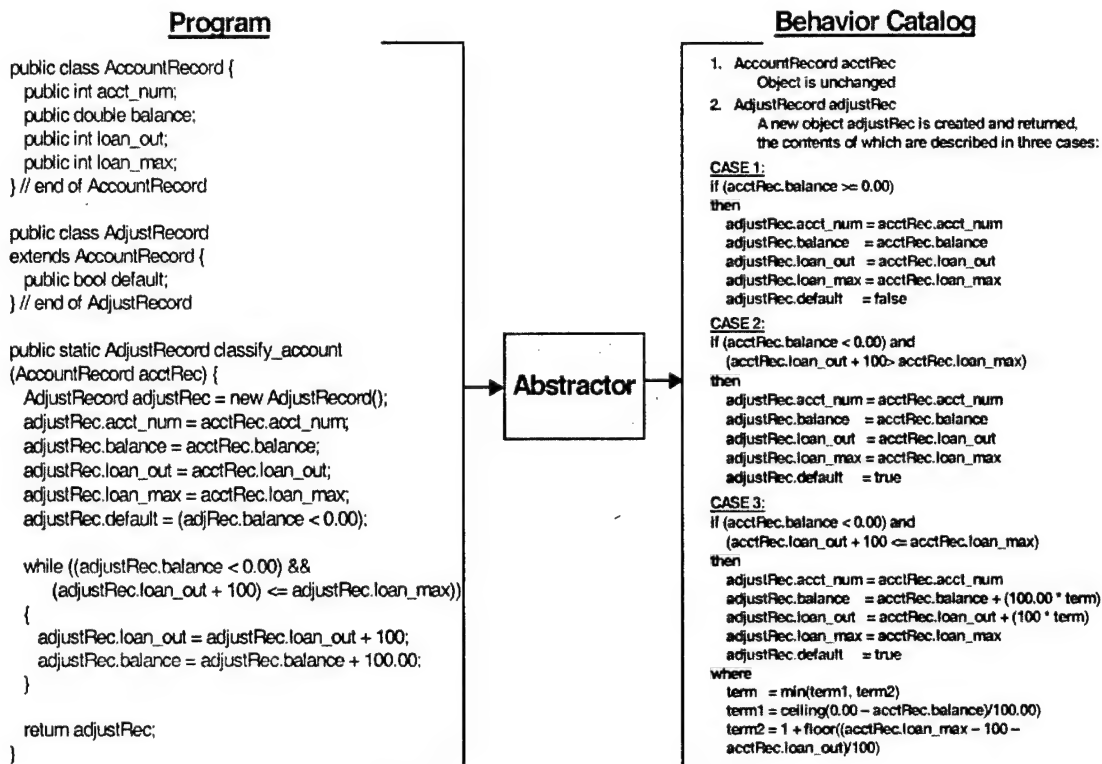 Program
public class AccountRecord {
public int acct_num;
public double balance;
public int loan_out;
public int loan_max;
} // end of AccountRecord
public class AdjustRecord
extends AccountRecord {
public bool default;
} // end of AdjustRecord
public static AdjustRecord classify_account
(AccountRecord acctRec) {
AdjustRecord adjustRec = new AdjustRecord();
adjustRec.acct_num = acctRec.acct_num;
adjustRec.balance = acctRec.balance;
adjustRec.loan_out = acctRec.loan_out;
adjustRec.loan_max = acctRec.loan_max;
adjustRec.default = (adjRec.balance < 0.00);
while ((adjustRec.balance < 0.00) &&
(adjustRec.loan_out + 100) <= adjustRec.loan_max))
{
adjustRec.loan_out = adjustRec.loan_out + 100;
adjustRec.balance = adjustRec.balance + 100.00;
}
return adjustRec;
}
Abstractor
Behavior Catalog
1. AccountRecord acctRec
Object is unchanged
2. AdjustRecord adjustRec
A new object adjustRec is created and returned,
the contents of which are described in three cases:
CASE 1:
if (acctRec.balance >= 0.00)
then
adjustRec.acct_num = acctRec.acct_num
adjustRec.balance = acctRec.balance
adjustRec.loan_out = acctRec.loan_out
adjustRec.loan_max = acctRec.loan_max
adjustRec.default = false
CASE 2:
if (acctRec.balance < 0.00) and
(acctRec.loan_out + 100> acctRec.loan_max)
then
adjustRec.acct_num = acctRec.acct_num
adjustRec.balance = acctRec.balance
adjustRec.loan_out = acctRec.loan_out
adjustRec.loan_max = acctRec.loan_max
adjustRec.default = true
CASE 3:
if (acctRec.balance < 0.00) and
(acctRec.loan_out + 100 <= acctRec.loan_max)
then
adjustRec.acct_num = acctRec.acct_num
adjustRec.balance = acctRec.balance + (100.00 * term)
adjustRec.loan_out = acctRec.loan_out + (100 * term)
adjustRec.loan_max = acctRec.loan_max
adjustRec.default = true
where
term = min(term1, term2)
term1 = ceiling(0.00 – acctRec.balance)/100.00)
term2 = 1 + floor((acctRec.loan_max – 100 –
acctRec.loan_out)/100)